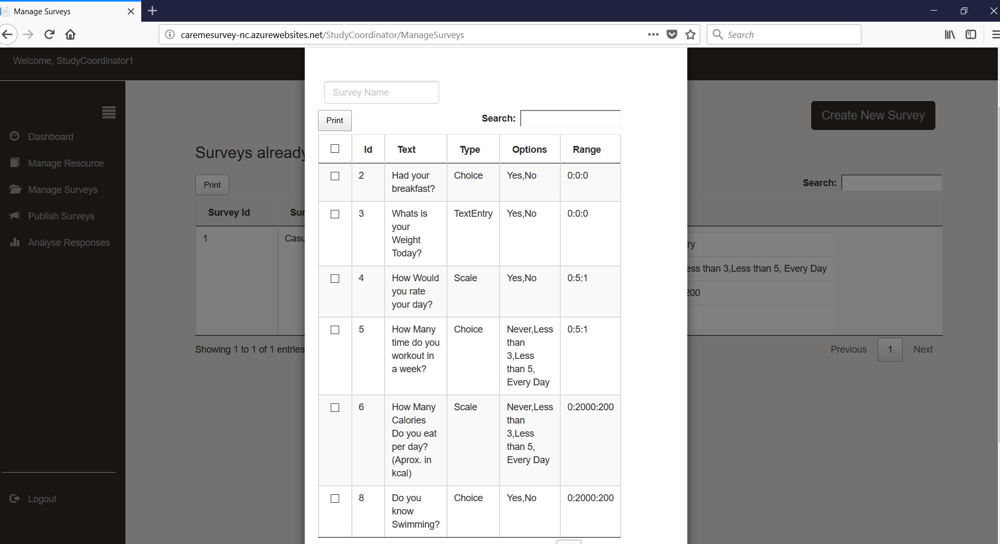 Manage Surveys
caremesurvey-nc.azurewebsites.net/StudyCoordinator/ManageSurveys
Search
Welcome, StudyCoordinator1
Dashboard
Manage Resource
Manage Surveys
Publish Surveys
Analyse Responses
Logout
Create New Survey
Surveys already
Print
Search:
Survey Id
Sur
1
Casu
ry
ess than 3,Less than 5, Every Day
200
Showing 1 to 1 of 1 entries
Previous 1 Next
Survey Name
Print
Search:
Id Text Type Options Range
2 Had your Choice Yes,No 0:0:0
breakfast?
3 Whats is TextEntry Yes,No 0:0:0
your
Weight
Today?
4 How Would Scale Yes,No 0:5:1
you rate
your day?
5 How Many Choice Never,Less 0:5:1
time do you than
workout in 3,Less
a week? than 5,
Every Day
6 How Many Scale Never,Less 0:2000:200
Calories than
Do you eat 3,Less
per day? than 5,
(Aprox. in Every Day
kcal)
8 Do you Choice Yes,No 0:2000:200
know
Swimming?